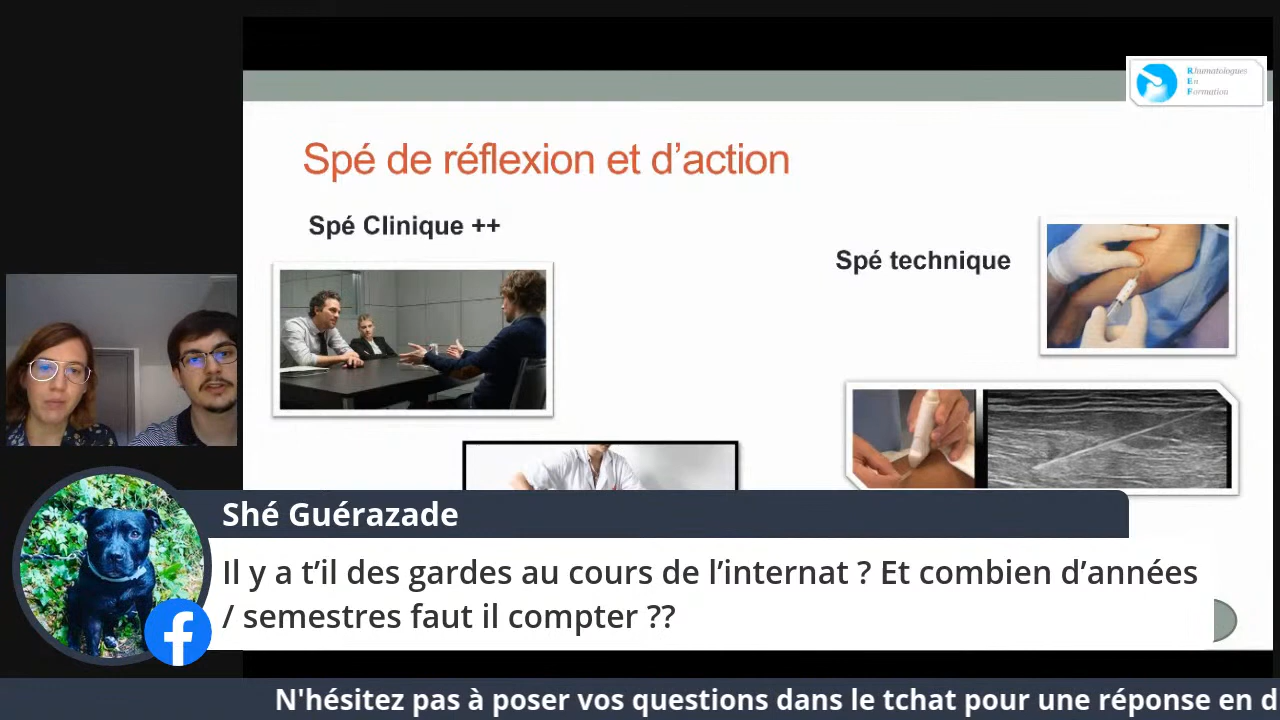 Rhumatologues
En
Formation
Spé de réflexion et d’action
Spé Clinique ++
Spé technique
Shé Guérazade
Il y a t’il des gardes au cours de l’internat ? Et combien d’années
/ semestres faut il compter ??
N'hésitez pas à poser vos questions dans le tchat pour une réponse en d